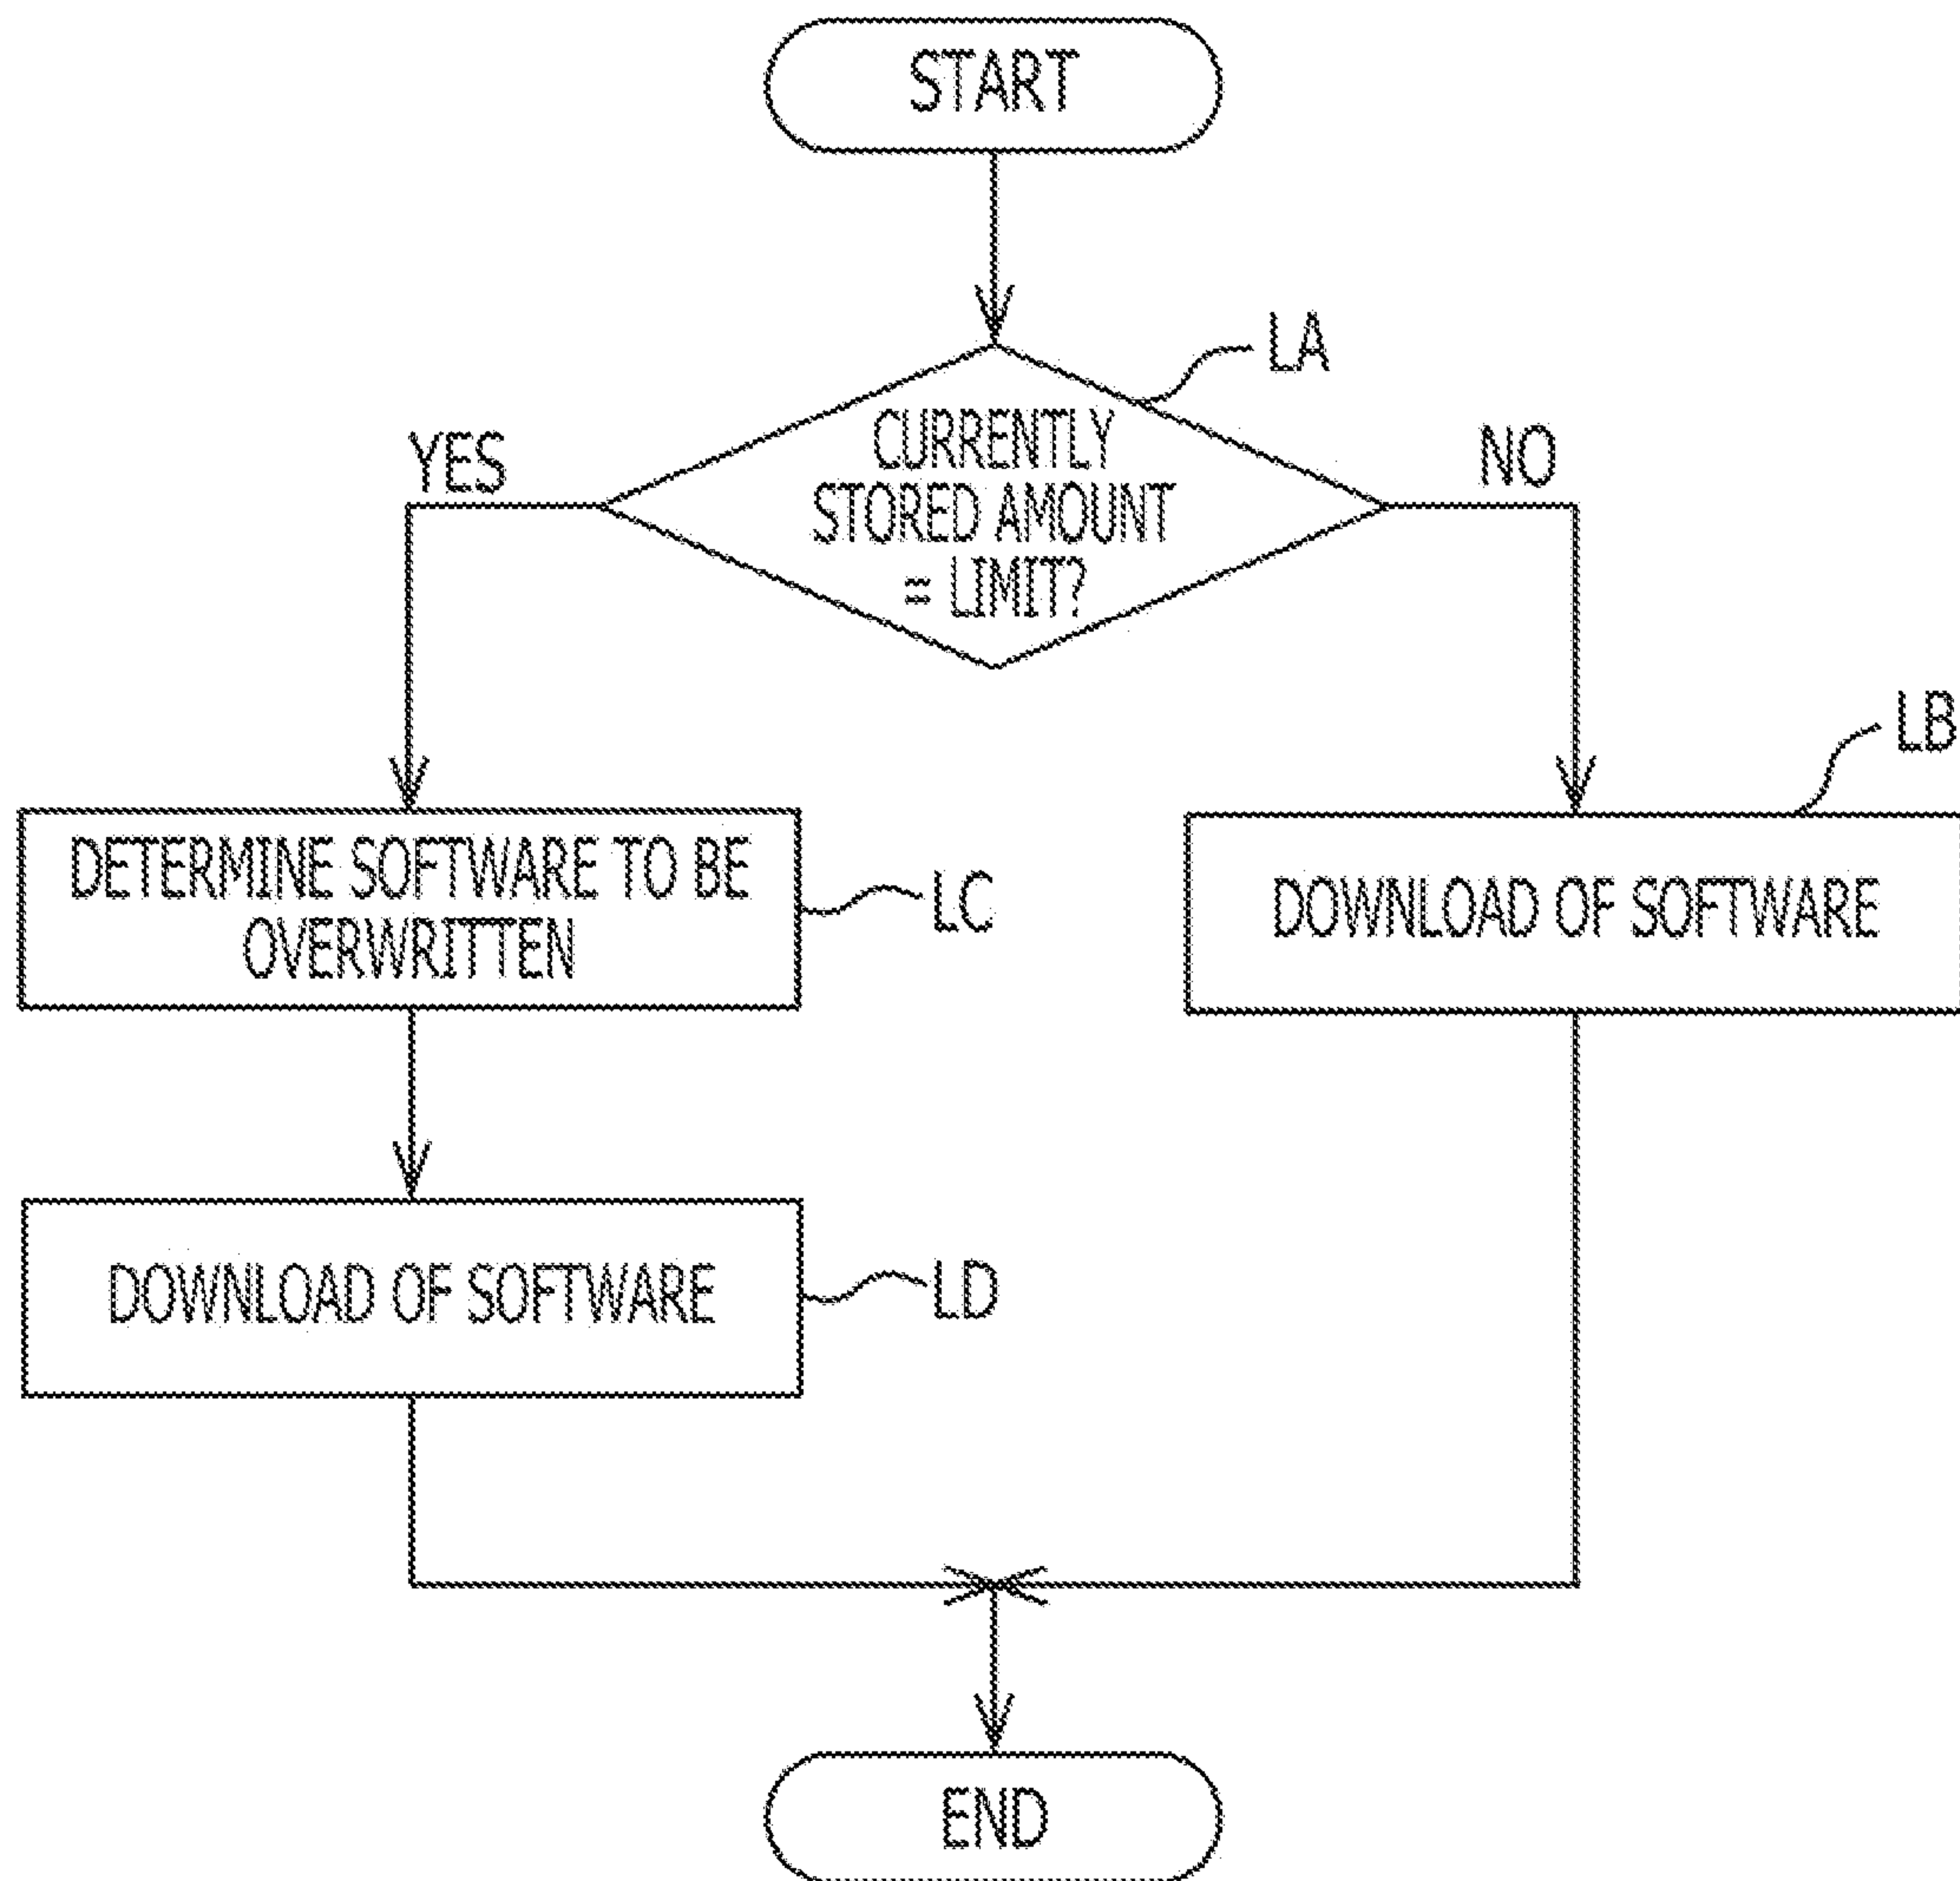 START
LA
CURRENTLY
STORED AMOUNT
= LIMIT?
YES
NO
LB
DETERMINE SOFTWARE TO BE
OVERWRITTEN
LC
DOWNLOAD OF SOFTWARE
DOWNLOAD OF SOFTWARE
LD
END